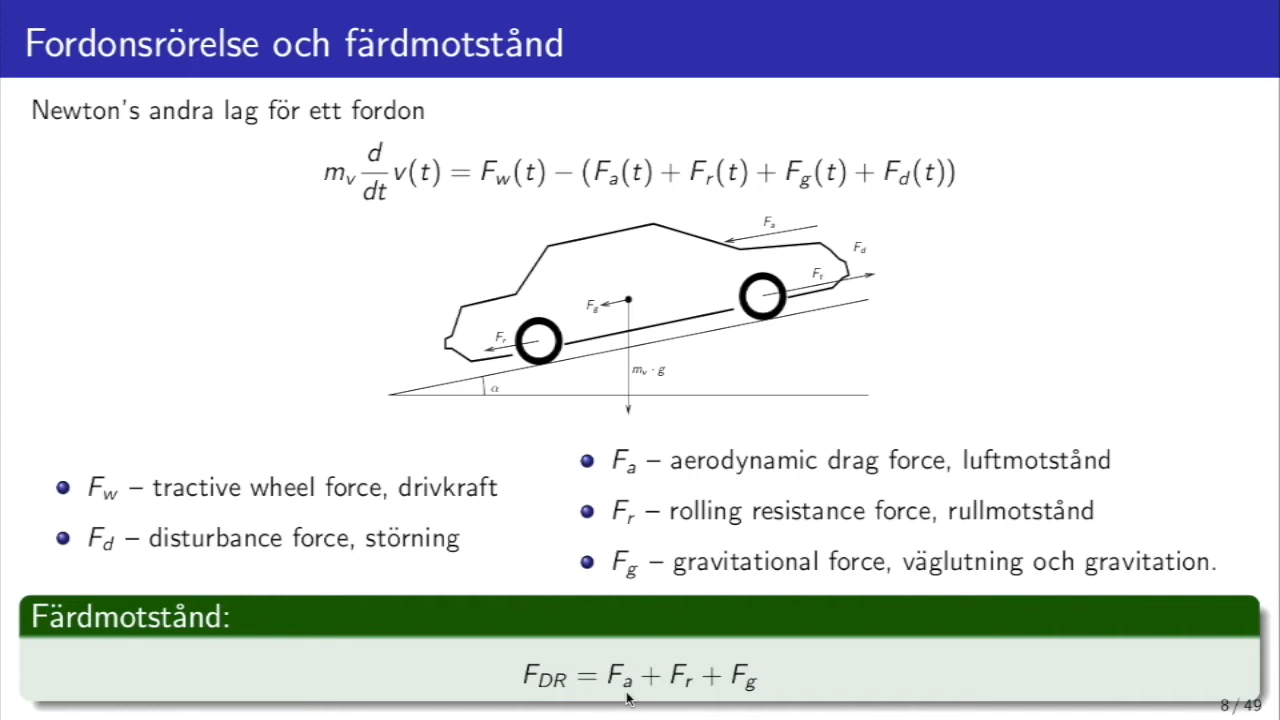 Fordonsrörelse och färdmotstånd
Newton's andra lag för ett fordon
m_v d/dt v(t) = F_w(t) − (F_a(t) + F_r(t) + F_g(t) + F_d(t))
F_a
F_d
F_t
F_g
F_r
m_v · g
α
F_w – tractive wheel force, drivkraft
F_d – disturbance force, störning
F_a – aerodynamic drag force, luftmotstånd
F_r – rolling resistance force, rullmotstånd
F_g – gravitational force, väglutning och gravitation.
Färdmotstånd:
F_DR = F_a + F_r + F_g
8 / 49